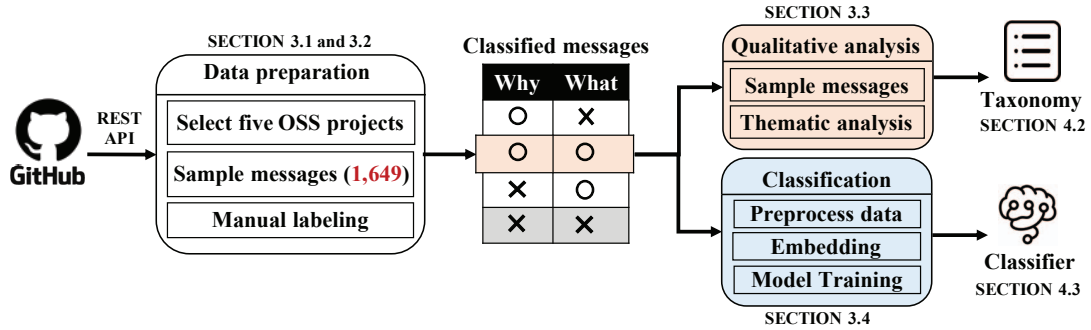 GitHub
REST
API
SECTION 3.1 and 3.2
Data preparation
Select five OSS projects
Sample messages (1,649)
Manual labeling
Classified messages
Why What
SECTION 3.3
Qualitative analysis
Sample messages
Thematic analysis
Taxonomy
SECTION 4.2
Classification
Preprocess data
Embedding
Model Training
SECTION 3.4
Classifier
SECTION 4.3